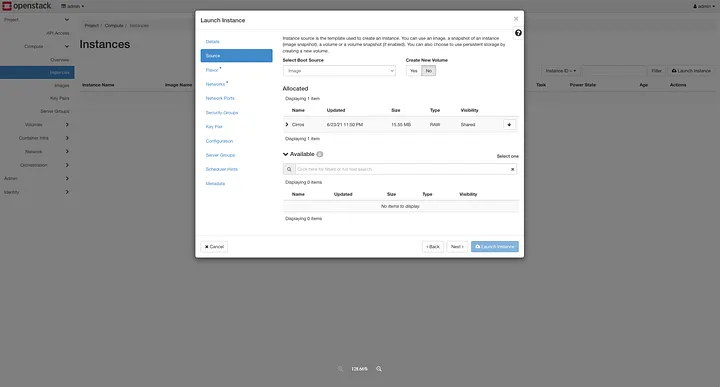 openstack.
admin
admin
Project
API Access
Compute
Overview
Instances
Images
Key Pairs
Server Groups
Volumes
Container Infra
Network
Orchestration
Admin
Identity
Project / Compute / Instances
Instances
Instance ID =
Filter
Launch Instance
Instance Name
Image Name
Task
Power State
Age
Actions
Launch Instance
Details
Source
Flavor *
Networks *
Network Ports
Security Groups
Key Pair
Configuration
Server Groups
Scheduler Hints
Metadata
Instance source is the template used to create an instance. You can use an image, a snapshot of an instance
(image snapshot), a volume or a volume snapshot (if enabled). You can also choose to use persistent storage by
creating a new volume.
Select Boot Source
Create New Volume
Image
Yes No
Allocated
Displaying 1 item
Name Updated Size Type Visibility
Cirros 6/23/21 11:50 PM 15.55 MB RAW Shared
Displaying 1 item
Available 0
Select one
Click here for filters or full text search.
Displaying 0 items
Name Updated Size Type Visibility
No items to display.
Displaying 0 items
Cancel
‹ Back
Next ›
Launch Instance